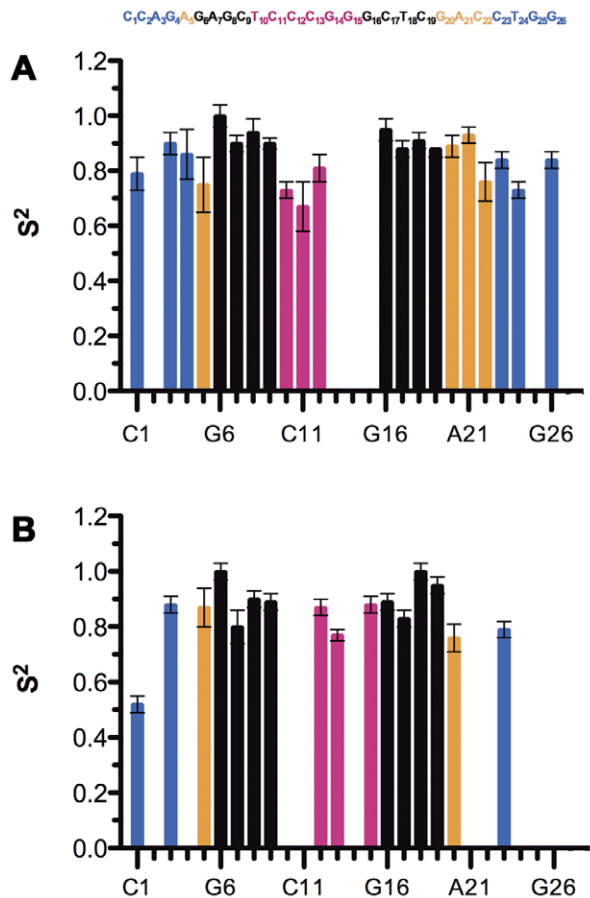 C₁C₂A₃G₄A₅G₆A₇G₈C₉T₁₀C₁₁C₁₂C₁₃G₁₄G₁₅G₁₆C₁₇T₁₈C₁₉G₂₀A₂₁C₂₂C₂₃T₂₄G₂₅G₂₆
A
1.2
1.0
0.8
0.6
0.4
0.2
0.0
S²
C1 G6 C11 G16 A21 G26
B
1.2
1.0
0.8
0.6
0.4
0.2
0.0
S²
C1 G6 C11 G16 A21 G26